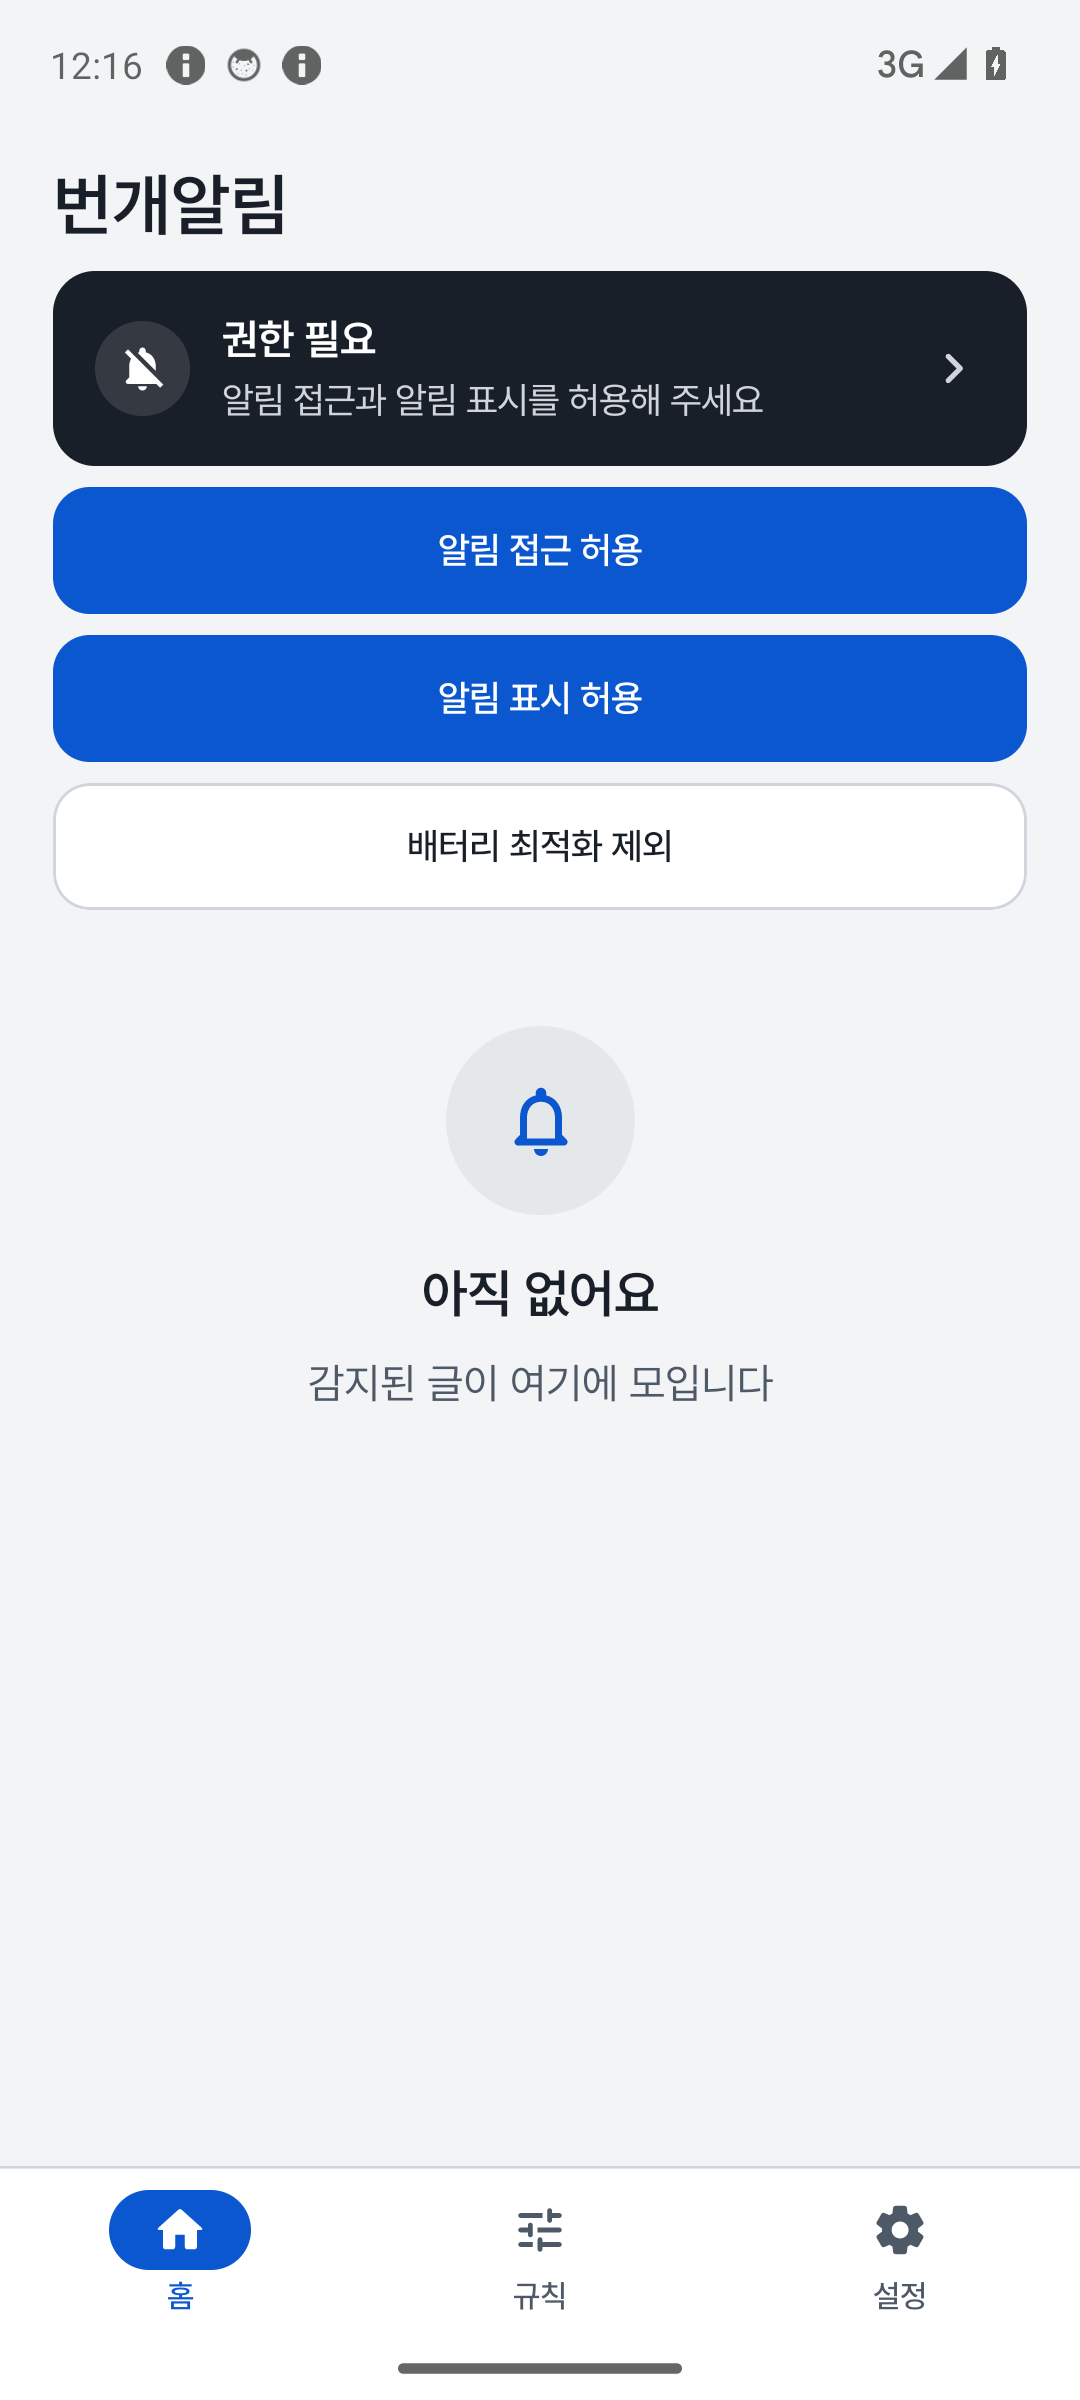 12:16
3G
번개알림
권한 필요
알림 접근과 알림 표시를 허용해 주세요
알림 접근 허용
알림 표시 허용
배터리 최적화 제외
아직 없어요
감지된 글이 여기에 모입니다
홈
규칙
설정